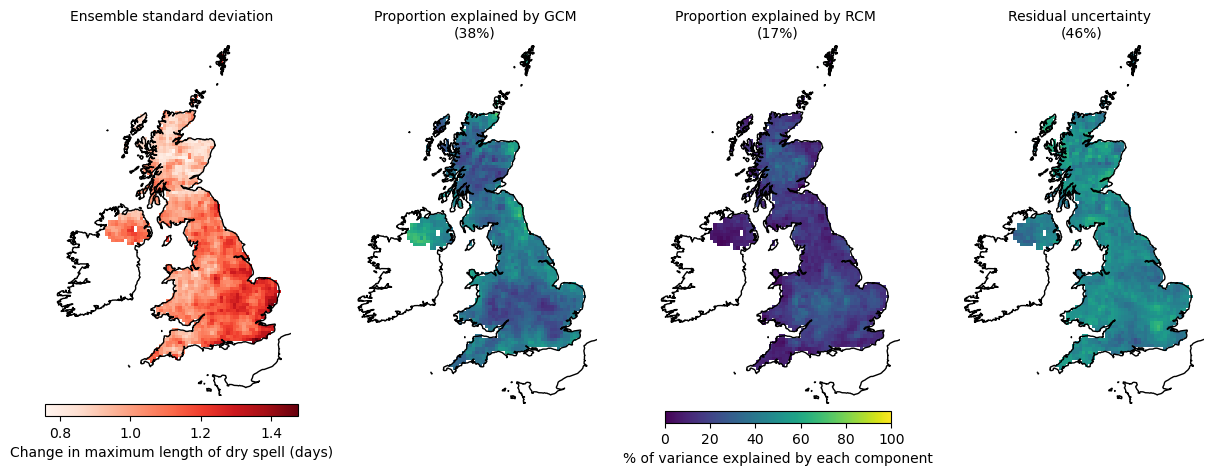 Ensemble standard deviation
Proportion explained by GCM
(38%)
Proportion explained by RCM
(17%)
Residual uncertainty
(46%)
0.8 1.0 1.2 1.4
Change in maximum length of dry spell (days)
0 20 40 60 80 100
% of variance explained by each component